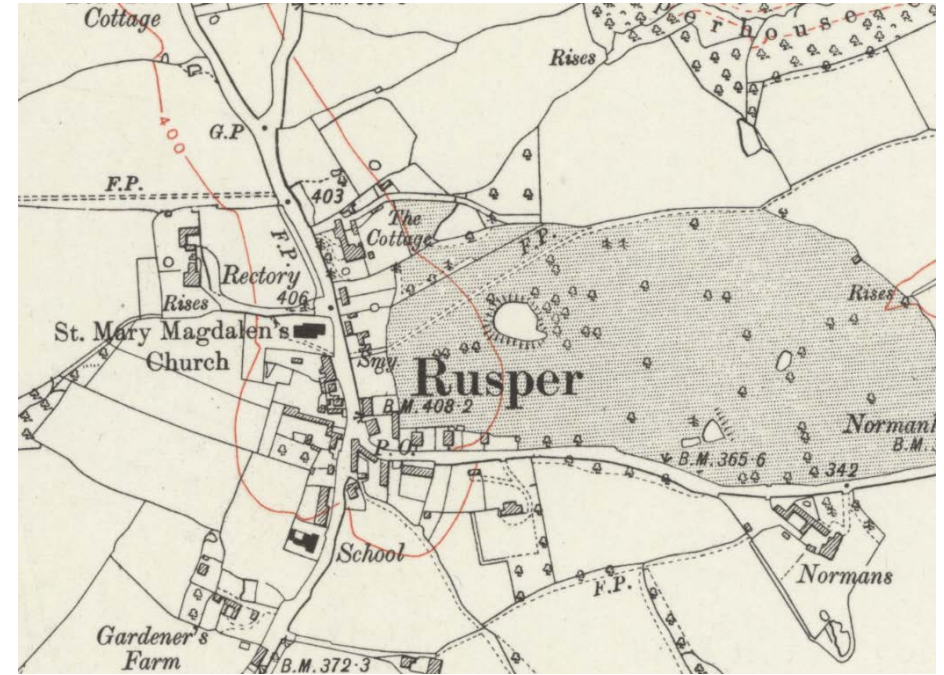 Cottage
Rises
G.P
400
F.P.
403
The
Cottage
F.P.
F.P.
Rectory
406
Rises
Rises
St. Mary Magdalen's
Church
Smy.
Rusper
B.M. 408·2
P.O.
B.M. 365·6
342
School
F.P.
Normans
Gardener's
Farm
B.M. 372·3